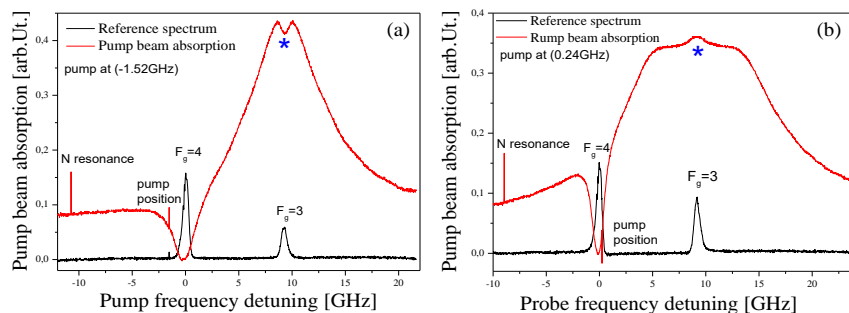 Reference spectrum
Pump beam absorption
(a)
pump at (-1.52GHz)
*
N resonance
pump
position
F_g=4
F_g=3
Pump beam absorption [arb.Ut.]
0,4
0,3
0,2
0,1
0,0
-10 -5 0 5 10 15 20
Pump frequency detuning [GHz]
Reference spectrum
Rump beam absorption
(b)
pump at (0.24GHz)
*
N resonance
F_g=4
pump
position
F_g=3
Pump beam absorption [arb.Ut.]
0,4
0,3
0,2
0,1
0,0
-10 -5 0 5 10 15 20
Probe frequency detuning [GHz]